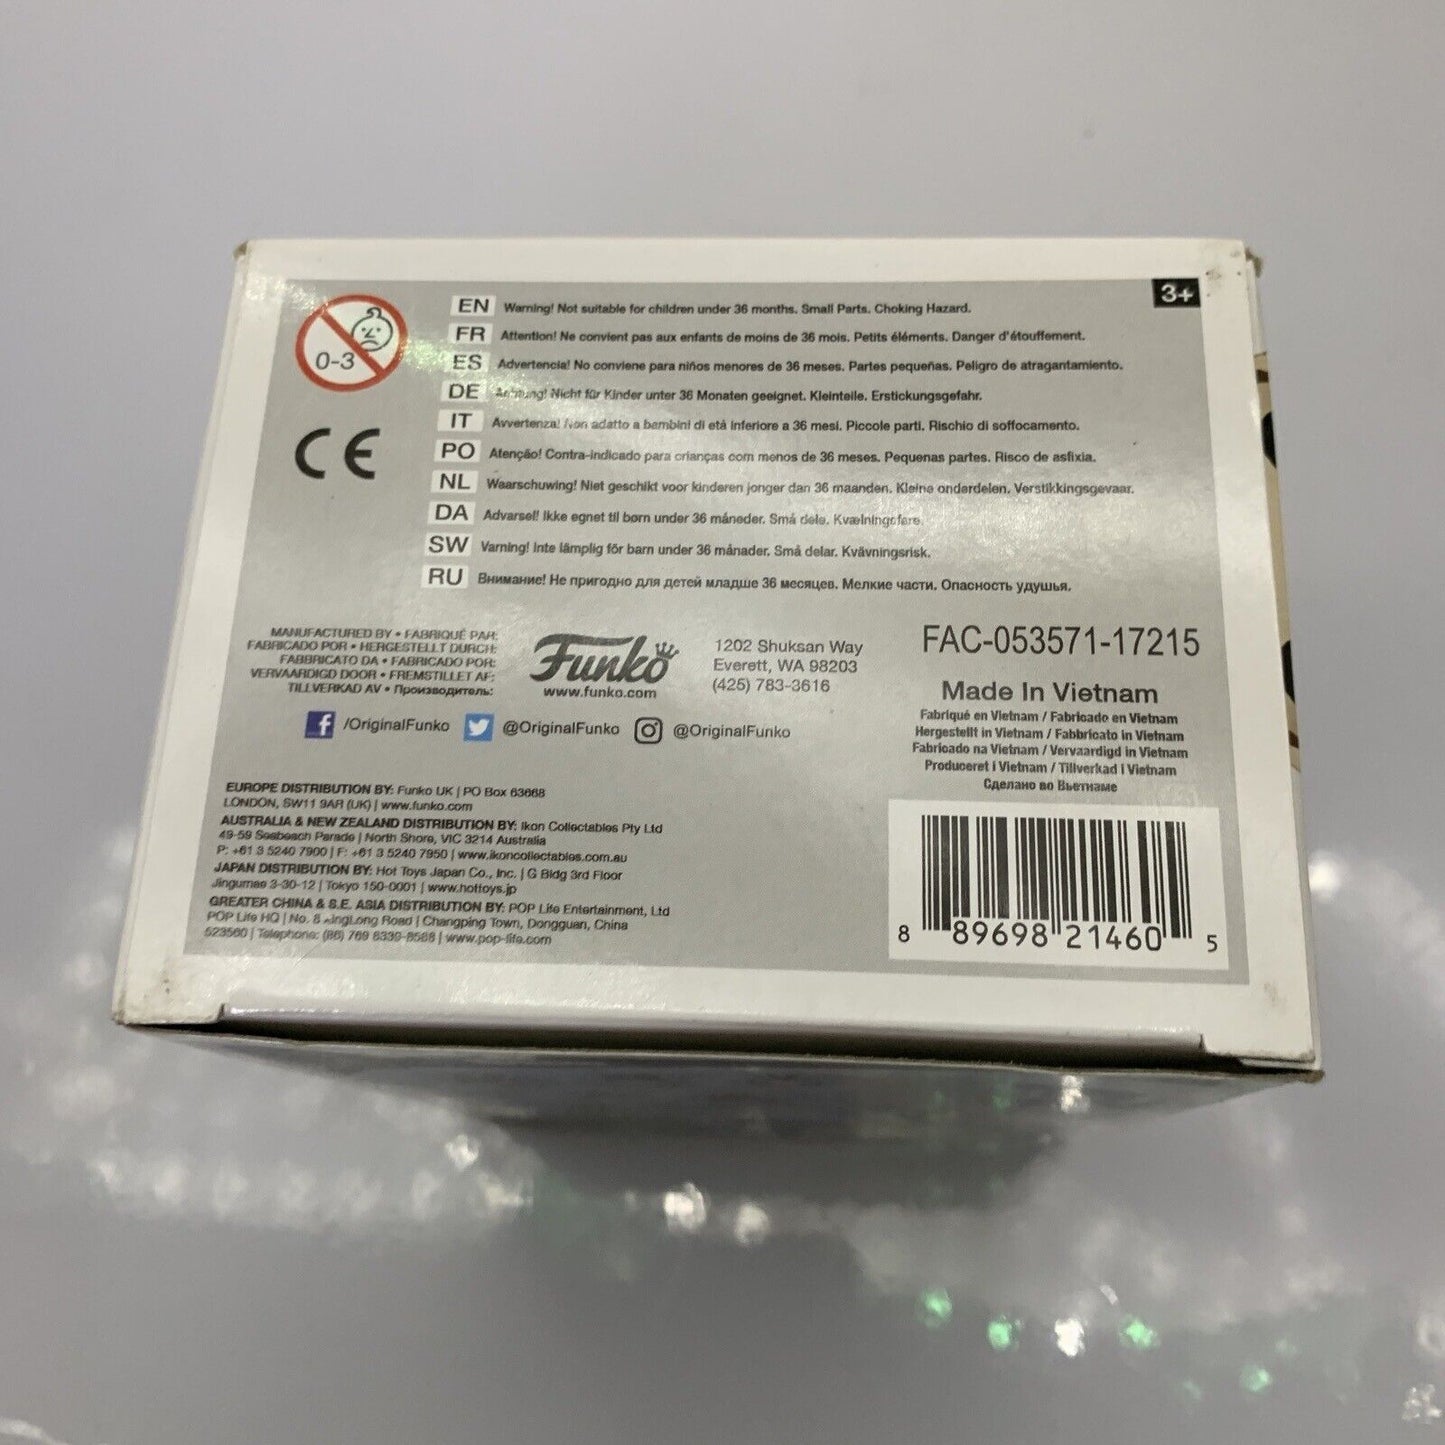 3+
0-3
CE
EN Warning! Not suitable for children under 36 months. Small Parts. Choking Hazard.
FR Attention! Ne convient pas aux enfants de moins de 36 mois. Petits éléments. Danger d'étouffement.
ES Advertencia! No conviene para niños menores de 36 meses. Partes pequeñas. Peligro de atragantamiento.
DE Achtung! Nicht für Kinder unter 36 Monaten geeignet. Kleinteile. Erstickungsgefahr.
IT Avvertenza! Non adatto a bambini di età inferiore a 36 mesi. Piccole parti. Rischio di soffocamento.
PO Atenção! Contra-indicado para crianças com menos de 36 meses. Pequenas partes. Risco de asfixia.
NL Waarschuwing! Niet geschikt voor kinderen jonger dan 36 maanden. Kleine onderdelen. Verstikkingsgevaar.
DA Advarsel! Ikke egnet til børn under 36 måneder. Små dele. Kvælningsfare.
SW Varning! Inte lämplig för barn under 36 månader. Små delar. Kvävningsrisk.
RU Внимание! Не пригодно для детей младше 36 месяцев. Мелкие части. Опасность удушья.
MANUFACTURED BY • FABRIQUÉ PAR:
FABRICADO POR • HERGESTELLT DURCH:
FABBRICATO DA • FABRICADO POR:
VERVAARDIGD DOOR • FREMSTILLET AF:
TILLVERKAD AV • Производитель:
Funko
www.funko.com
1202 Shuksan Way
Everett, WA 98203
(425) 783-3616
/OriginalFunko @OriginalFunko @OriginalFunko
FAC-053571-17215
Made In Vietnam
Fabriqué en Vietnam / Fabricado en Vietnam
Hergestellt in Vietnam / Fabbricato in Vietnam
Fabricado na Vietnam / Vervaardigd in Vietnam
Produceret i Vietnam / Tillverkad i Vietnam
Сделано во Вьетнаме
EUROPE DISTRIBUTION BY: Funko UK | PO Box 63668
LONDON, SW11 9AR (UK) | www.funko.com
AUSTRALIA & NEW ZEALAND DISTRIBUTION BY: Ikon Collectables Pty Ltd
49-59 Seabeach Parade | North Shore, VIC 3214 Australia
P: +61 3 5240 7900 | F: +61 3 5240 7950 | www.ikoncollectables.com.au
JAPAN DISTRIBUTION BY: Hot Toys Japan Co., Inc. | G Bldg 3rd Floor
Jingumae 3-30-12 | Tokyo 150-0001 | www.hottoys.jp
GREATER CHINA & S.E. ASIA DISTRIBUTION BY: POP Life Entertainment, Ltd
POP Life HQ | No. 8 Road | Changping Town, Dongguan, China
523560 | Telephone: (86) 769 8339-8568 | www.pop-life.com
8 89698 21460 5